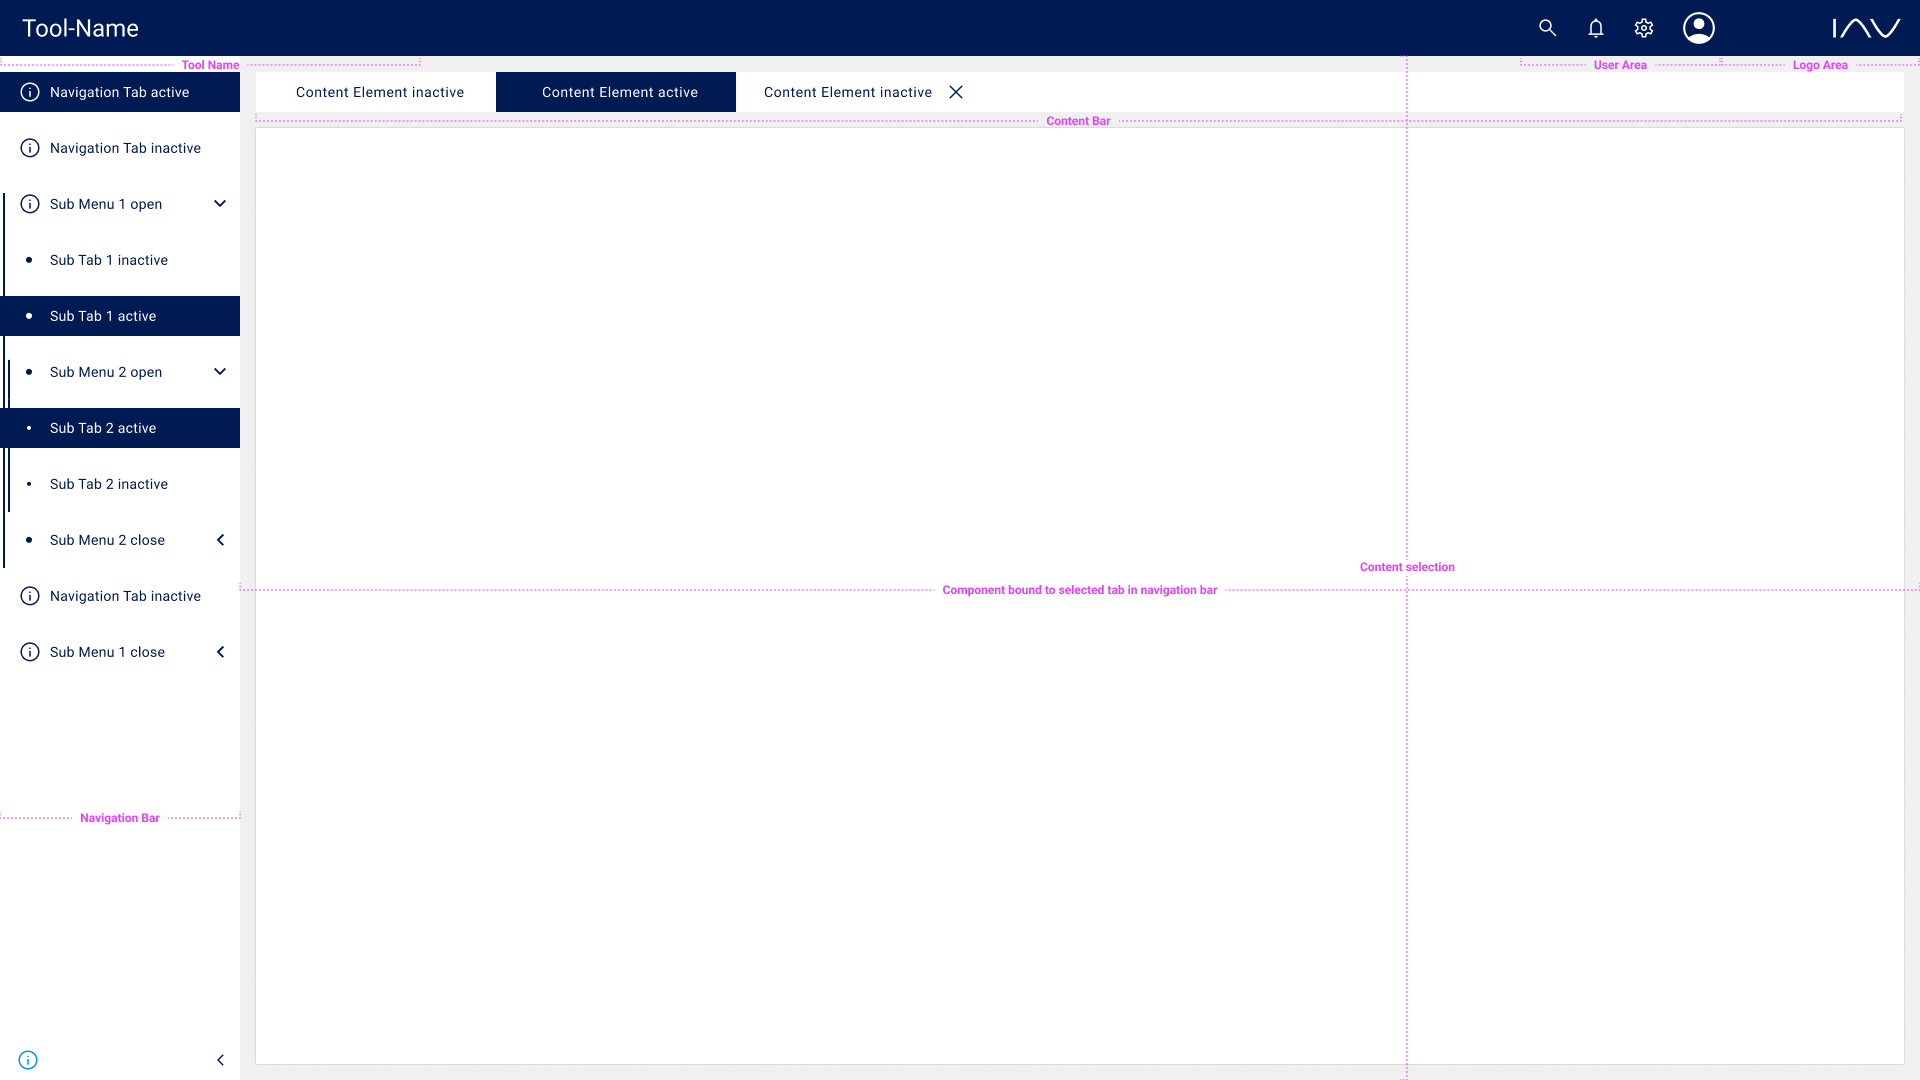 Tool-Name
IAV
Tool Name
User Area
Logo Area
Navigation Tab active
Content Element inactive
Content Element active
Content Element inactive
Content Bar
Navigation Tab inactive
Sub Menu 1 open
Sub Tab 1 inactive
Sub Tab 1 active
Sub Menu 2 open
Sub Tab 2 active
Sub Tab 2 inactive
Sub Menu 2 close
Content selection
Component bound to selected tab in navigation bar
Navigation Tab inactive
Sub Menu 1 close
Navigation Bar